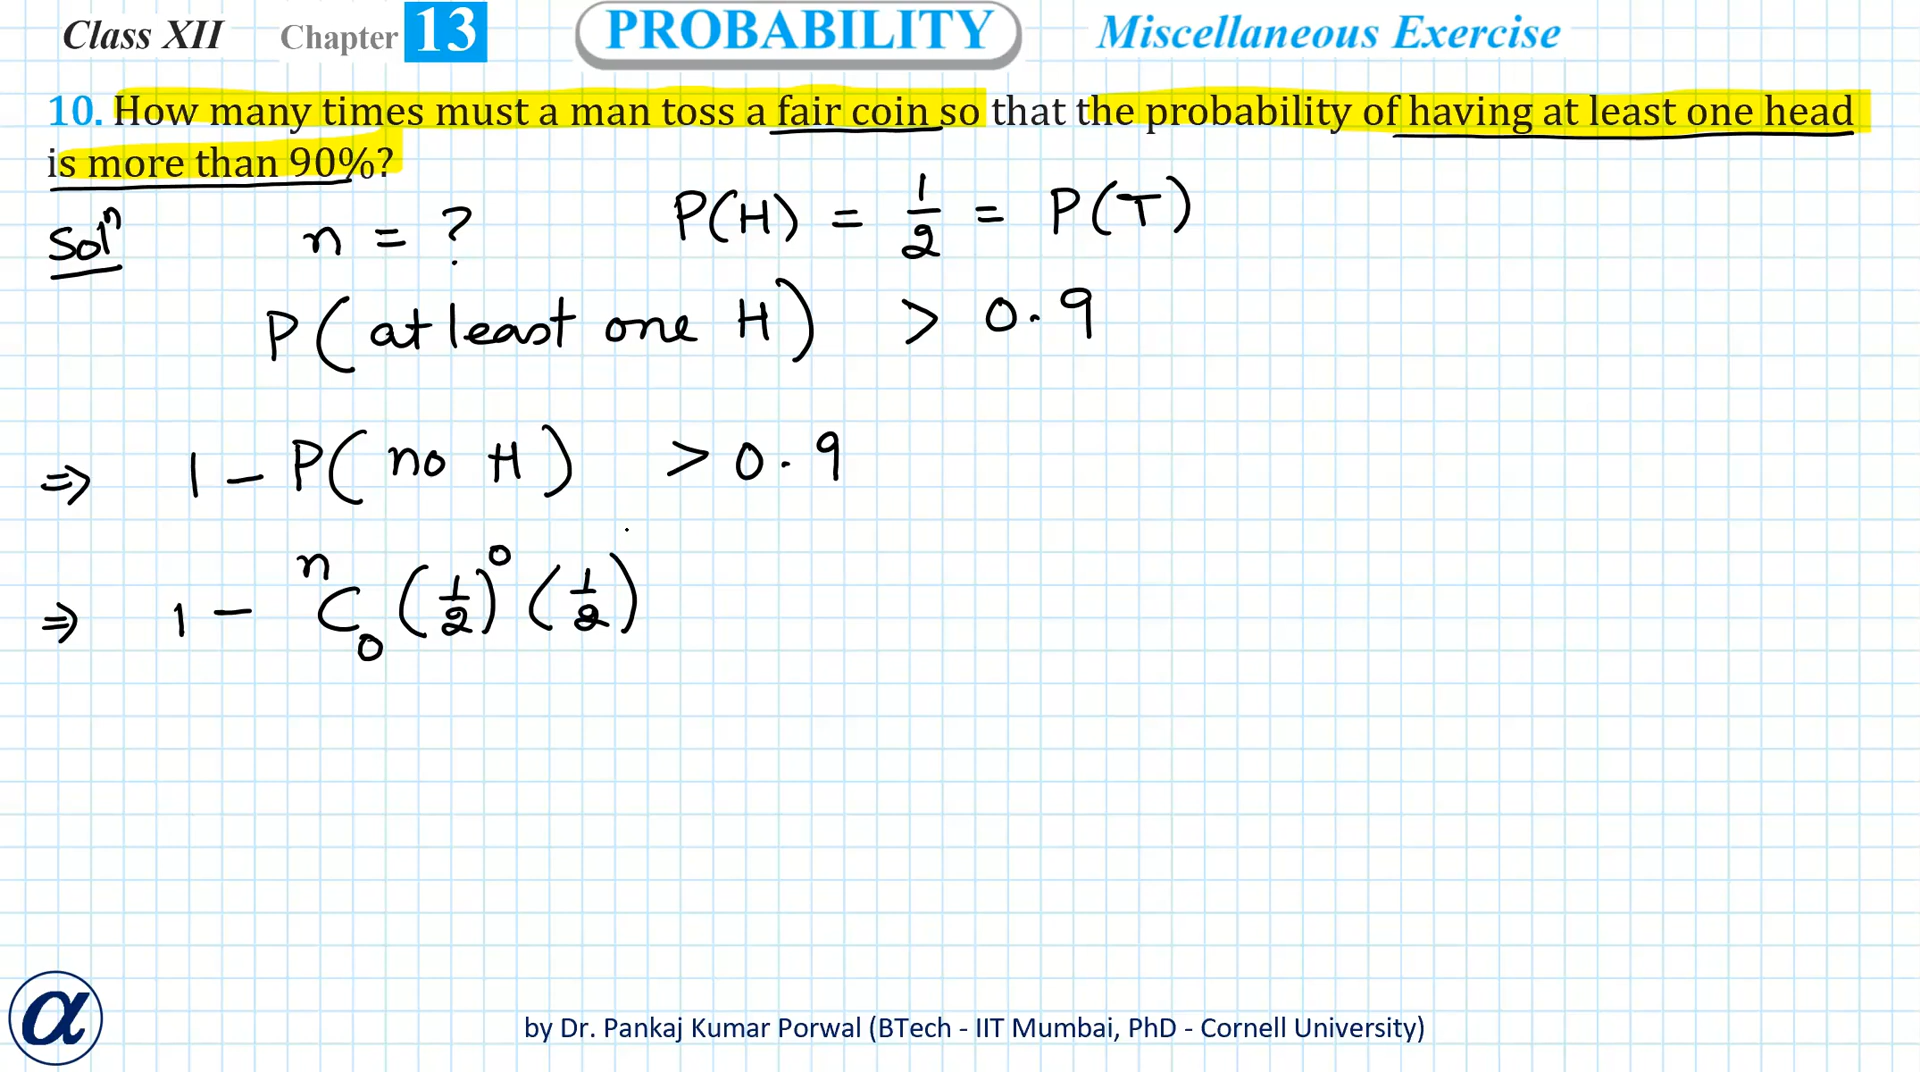 Class XII Chapter 13 PROBABILITY Miscellaneous Exercise
10. How many times must a man toss a fair coin so that the probability of having at least one head
is more than 90%?
Solⁿ n = ? P(H) = 1/2 = P(T)
P(at least one H) > 0.9
⇒ 1 - P(no H) > 0.9
⇒ 1 - ⁿC₀ (1/2)⁰ (1/2)
α
by Dr. Pankaj Kumar Porwal (BTech - IIT Mumbai, PhD - Cornell University)